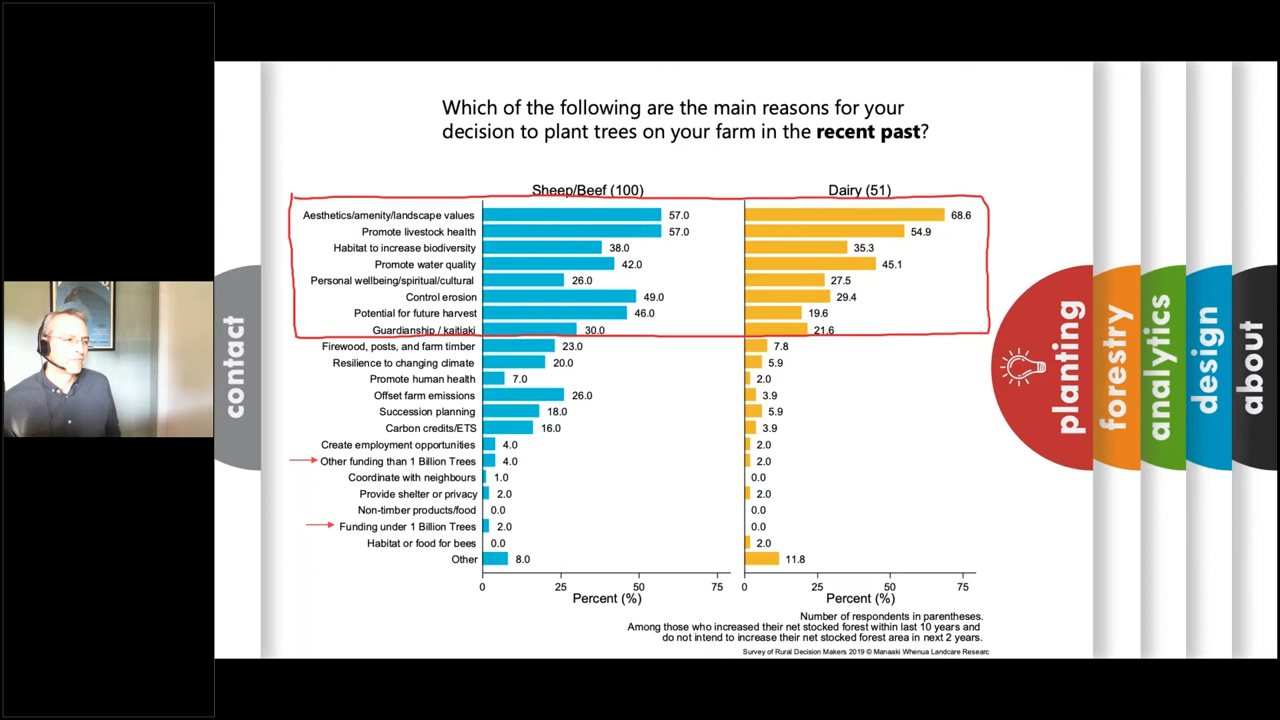 Which of the following are the main reasons for your
decision to plant trees on your farm in the recent past?
Sheep/Beef (100)
Dairy (51)
Aesthetics/amenity/landscape values 57.0 68.6
Promote livestock health 57.0 54.9
Habitat to increase biodiversity 38.0 35.3
Promote water quality 42.0 45.1
Personal wellbeing/spiritual/cultural 26.0 27.5
Control erosion 49.0 29.4
Potential for future harvest 46.0 19.6
Guardianship / kaitiaki 30.0 21.6
Firewood, posts, and farm timber 23.0 7.8
Resilience to changing climate 20.0 5.9
Promote human health 7.0 2.0
Offset farm emissions 26.0 3.9
Succession planning 18.0 5.9
Carbon credits/ETS 16.0 3.9
Create employment opportunities 4.0 2.0
Other funding than 1 Billion Trees 4.0 2.0
Coordinate with neighbours 1.0 0.0
Provide shelter or privacy 2.0 2.0
Non-timber products/food 0.0 0.0
Funding under 1 Billion Trees 2.0 0.0
Habitat or food for bees 0.0 2.0
Other 8.0 11.8
0 25 50 75 0 25 50 75
Percent (%) Percent (%)
Number of respondents in parentheses.
Among those who increased their net stocked forest within last 10 years and
do not intend to increase their net stocked forest area in next 2 years.
Survey of Rural Decision Makers 2019 © Manaaki Whenua Landcare Researc
contact
planting
forestry
analytics
design
about